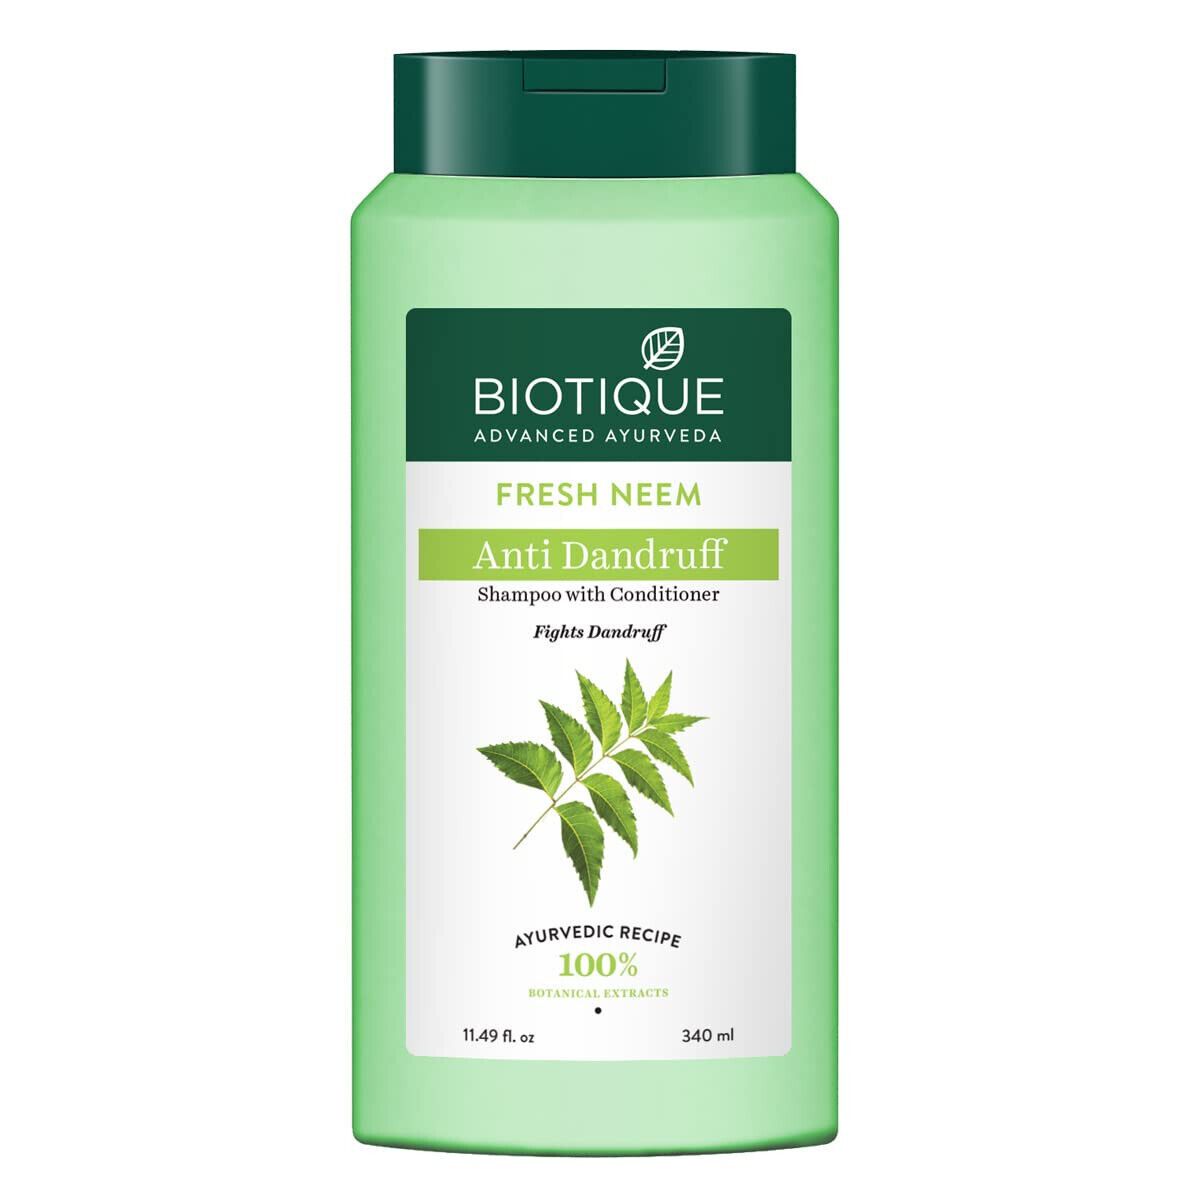 BIOTIQUE
ADVANCED AYURVEDA
FRESH NEEM
Anti Dandruff
Shampoo with Conditioner
Fights Dandruff
AYURVEDIC RECIPE
100%
BOTANICAL EXTRACTS
11.49 fl. oz 340 ml